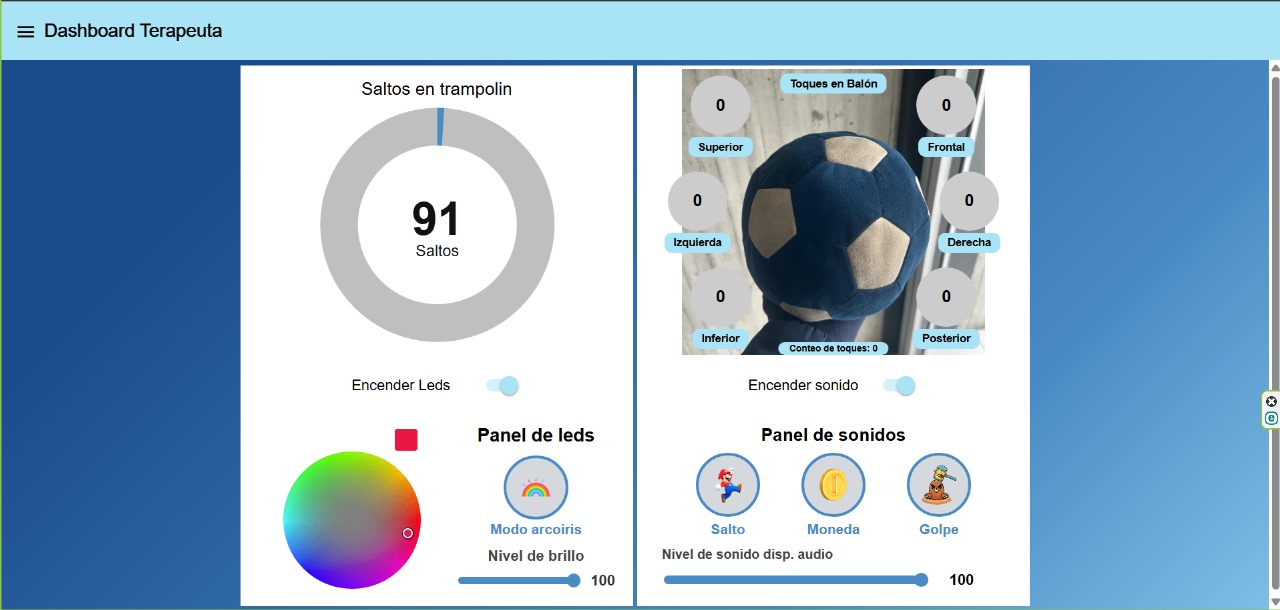 Dashboard Terapeuta
Saltos en trampolin
91
Saltos
Encender Leds
Panel de leds
Modo arcoiris
Nivel de brillo
100
Toques en Balón
0
Superior
0
Frontal
0
Izquierda
0
Derecha
0
Inferior
0
Posterior
Conteo de toques: 0
Encender sonido
Panel de sonidos
Salto
Moneda
Golpe
Nivel de sonido disp. audio
100